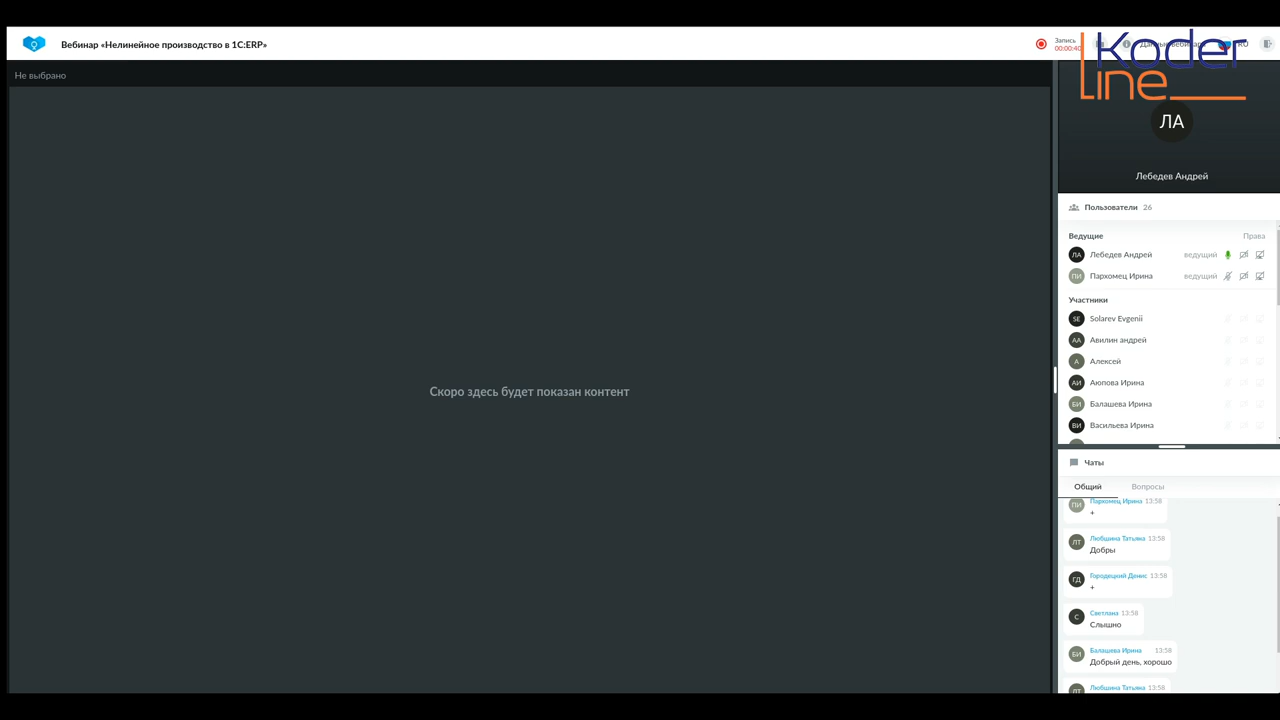 Вебинар «Нелинейное производство в 1С:ERP»
Запись
00:00:40
RU
Koder
line
Не выбрано
ЛА
Лебедев Андрей
Пользователи 26
Ведущие Права
ЛА Лебедев Андрей ведущий
ПИ Пархомец Ирина ведущий
Участники
SE Solarev Evgenii
АА Авилин андрей
А Алексей
АИ Аюпова Ирина
БИ Балашева Ирина
ВИ Васильева Ирина
Скоро здесь будет показан контент
Чаты
Общий Вопросы
ПИ Пархомец Ирина 13:58
+
ЛТ Любшина Татьяна 13:58
Добры
ГД Городецкий Денис 13:58
+
С Светлана 13:58
Слышно
БИ Балашева Ирина 13:58
Добрый день, хорошо
ЛТ Любшина Татьяна 13:58